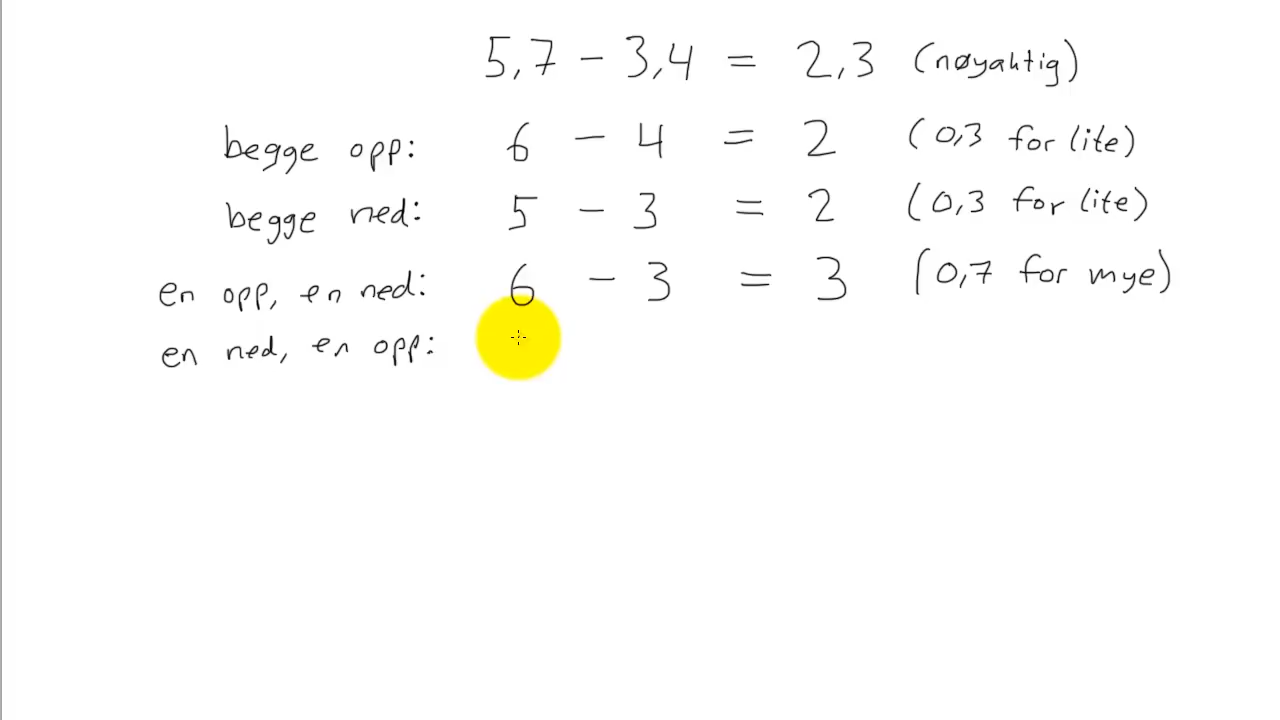 5,7 - 3,4 = 2,3 (nøyaktig)
begge opp: 6 - 4 = 2 (0,3 for lite)
begge ned: 5 - 3 = 2 (0,3 for lite)
en opp, en ned: 6 - 3 = 3 (0,7 for mye)
en ned, en opp: